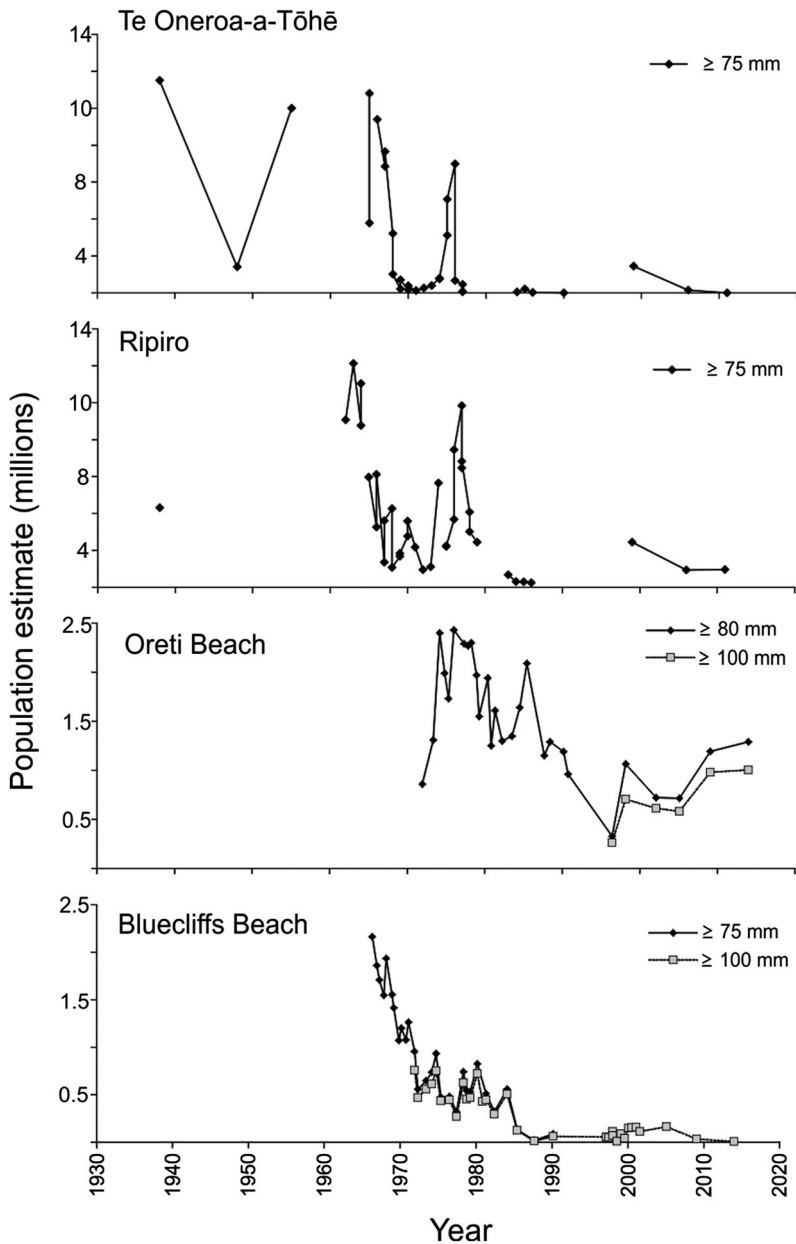 Te Oneroa-a-Tōhē
14
10
8
4
≥ 75 mm
Ripiro
14
10
8
4
≥ 75 mm
Population estimate (millions)
Oreti Beach
2.5
1.5
0.5
≥ 80 mm
≥ 100 mm
Bluecliffs Beach
2.5
1.5
0.5
≥ 75 mm
≥ 100 mm
1930
1940
1950
1960
1970
1980
1990
2000
2010
2020
Year